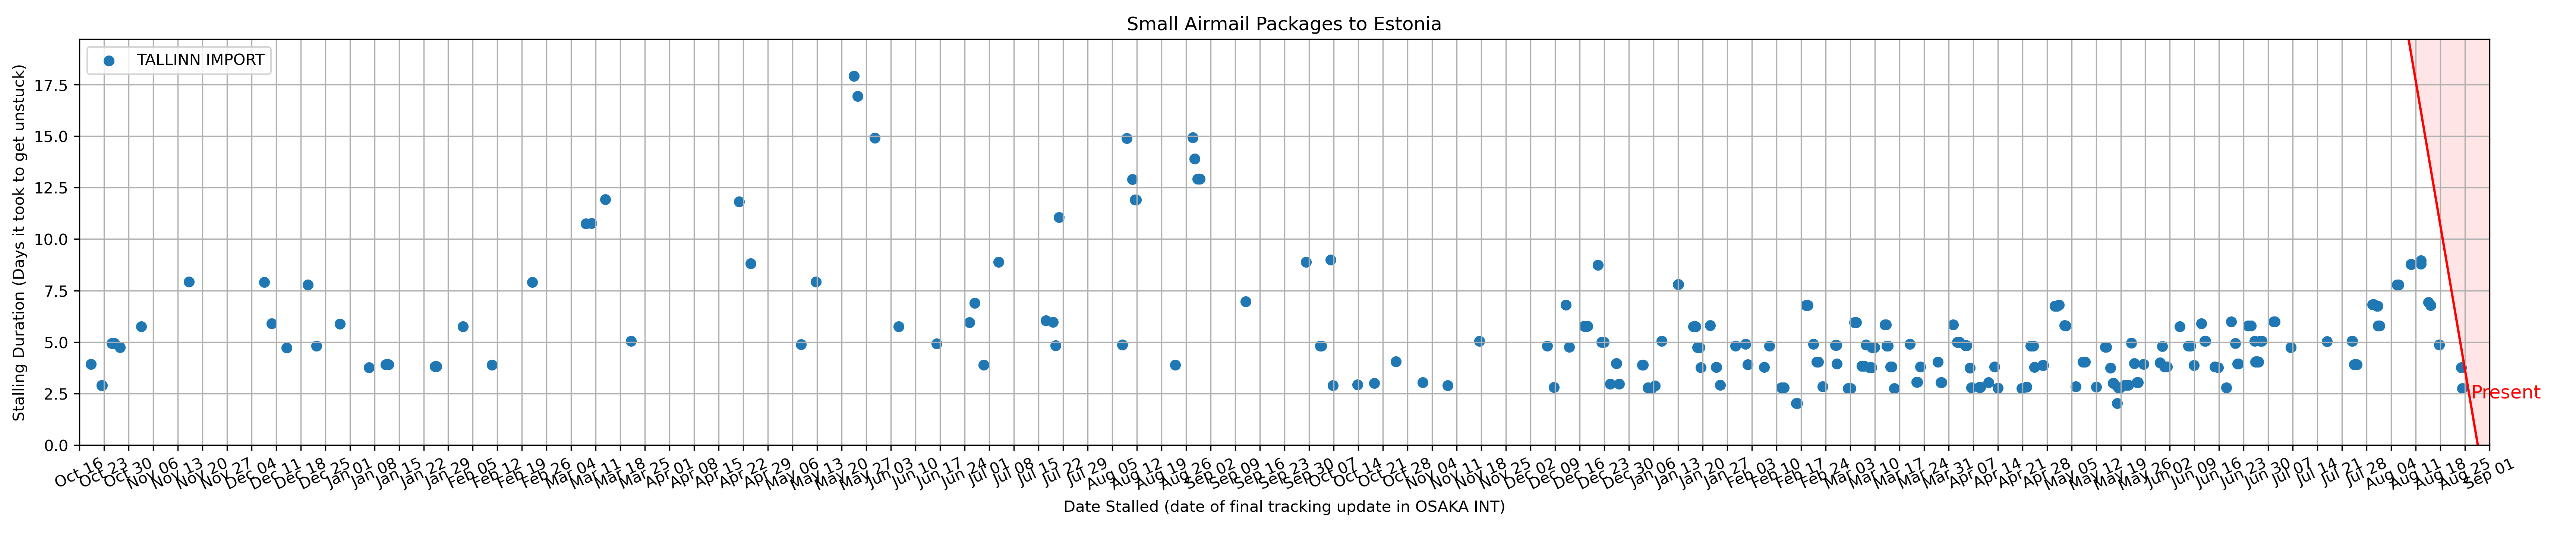 Small Airmail Packages to Estonia
TALLINN IMPORT
Stalling Duration (Days it took to get unstuck)
17.5
15.0
12.5
10.0
7.5
5.0
2.5
0.0
Present
Oct 16
Oct 23
Oct 30
Nov 06
Nov 13
Nov 20
Nov 27
Dec 04
Dec 11
Dec 18
Dec 25
Jan 01
Jan 08
Jan 15
Jan 22
Jan 29
Feb 05
Feb 12
Feb 19
Feb 26
Mar 04
Mar 11
Mar 18
Mar 25
Apr 01
Apr 08
Apr 15
Apr 22
Apr 29
May 06
May 13
May 20
May 27
Jun 03
Jun 10
Jun 17
Jun 24
Jul 01
Jul 08
Jul 15
Jul 22
Jul 29
Aug 05
Aug 12
Aug 19
Aug 26
Sep 02
Sep 09
Sep 16
Sep 23
Sep 30
Oct 07
Oct 14
Oct 21
Oct 28
Nov 04
Nov 11
Nov 18
Nov 25
Dec 02
Dec 09
Dec 16
Dec 23
Dec 30
Jan 06
Jan 13
Jan 20
Jan 27
Feb 03
Feb 10
Feb 17
Feb 24
Mar 03
Mar 10
Mar 17
Mar 24
Mar 31
Apr 07
Apr 14
Apr 21
Apr 28
May 05
May 12
May 19
May 26
Jun 02
Jun 09
Jun 16
Jun 23
Jun 30
Jul 07
Jul 14
Jul 21
Jul 28
Aug 04
Aug 11
Aug 18
Aug 25
Sep 01
Date Stalled (date of final tracking update in OSAKA INT)